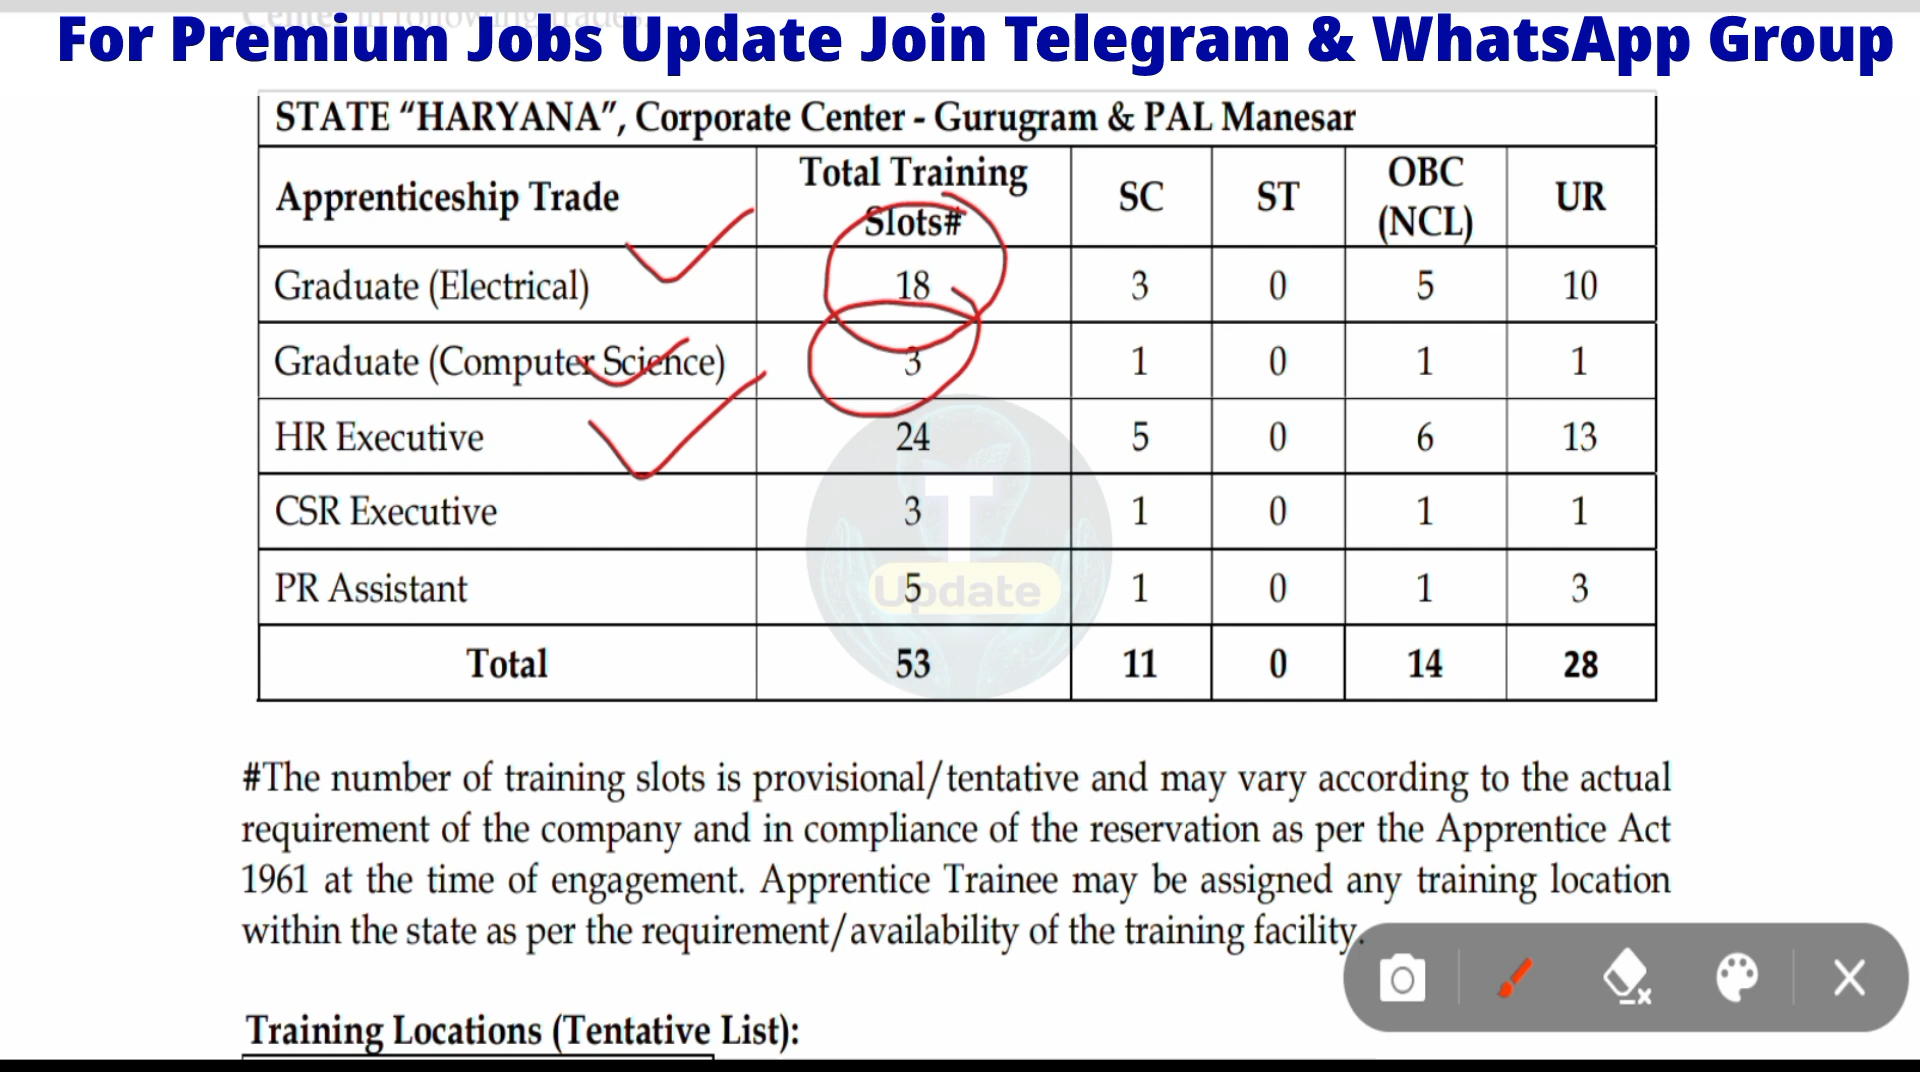 Center in following trades:
For Premium Jobs Update Join Telegram & WhatsApp Group
STATE “HARYANA”, Corporate Center - Gurugram & PAL Manesar
Apprenticeship Trade Total Training Slots# SC ST OBC (NCL) UR
Graduate (Electrical) 18 3 0 5 10
Graduate (Computer Science) 3 1 0 1 1
HR Executive 24 5 0 6 13
CSR Executive 3 1 0 1 1
PR Assistant 5 1 0 1 3
Total 53 11 0 14 28
T
Update
#The number of training slots is provisional/tentative and may vary according to the actual
requirement of the company and in compliance of the reservation as per the Apprentice Act
1961 at the time of engagement. Apprentice Trainee may be assigned any training location
within the state as per the requirement/availability of the training facility.
Training Locations (Tentative List):